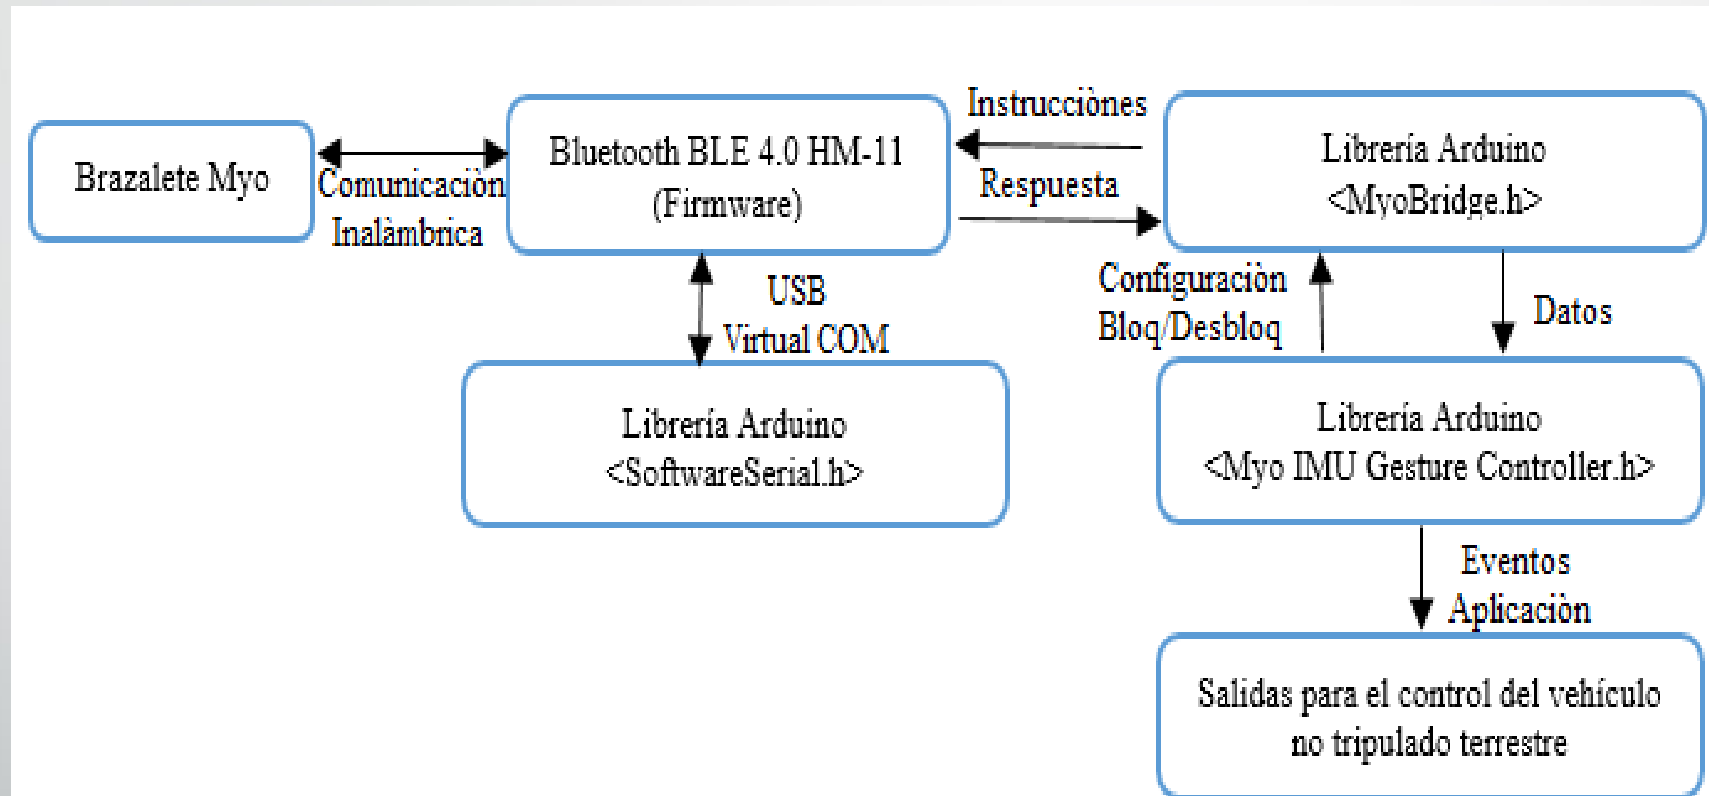 Brazalete Myo
Comunicaciòn
Inalàmbrica
Bluetooth BLE 4.0 HM-11
(Firmware)
Instrucciònes
Respuesta
Librería Arduino
<MyoBridge.h>
USB
Virtual COM
Librería Arduino
<SoftwareSerial.h>
Configuraciòn
Bloq/Desbloq
Datos
Librería Arduino
<Myo IMU Gesture Controller.h>
Eventos
Aplicaciòn
Salidas para el control del vehículo
no tripulado terrestre